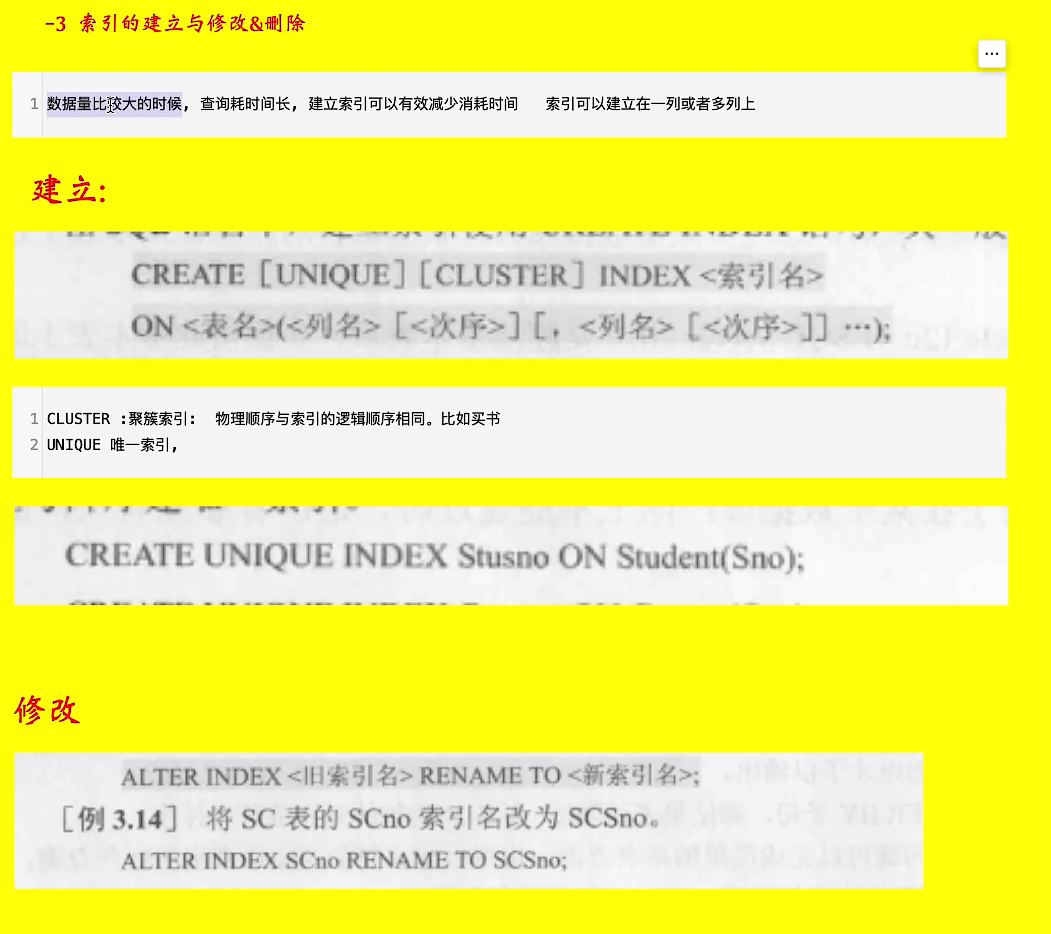 -3 索引的建立与修改&删除
1 数据量比较大的时候, 查询耗时间长, 建立索引可以有效减少消耗时间 索引可以建立在一列或者多列上
建立:
CREATE [UNIQUE][CLUSTER] INDEX <索引名>
ON <表名>(<列名> [<次序>][, <列名> [<次序>]] …);
1 CLUSTER :聚簇索引: 物理顺序与索引的逻辑顺序相同。比如买书
2 UNIQUE 唯一索引,
CREATE UNIQUE INDEX Stusno ON Student(Sno);
修改
ALTER INDEX <旧索引名> RENAME TO <新索引名>;
[例 3.14] 将 SC 表的 SCno 索引名改为 SCSno。
ALTER INDEX SCno RENAME TO SCSno;